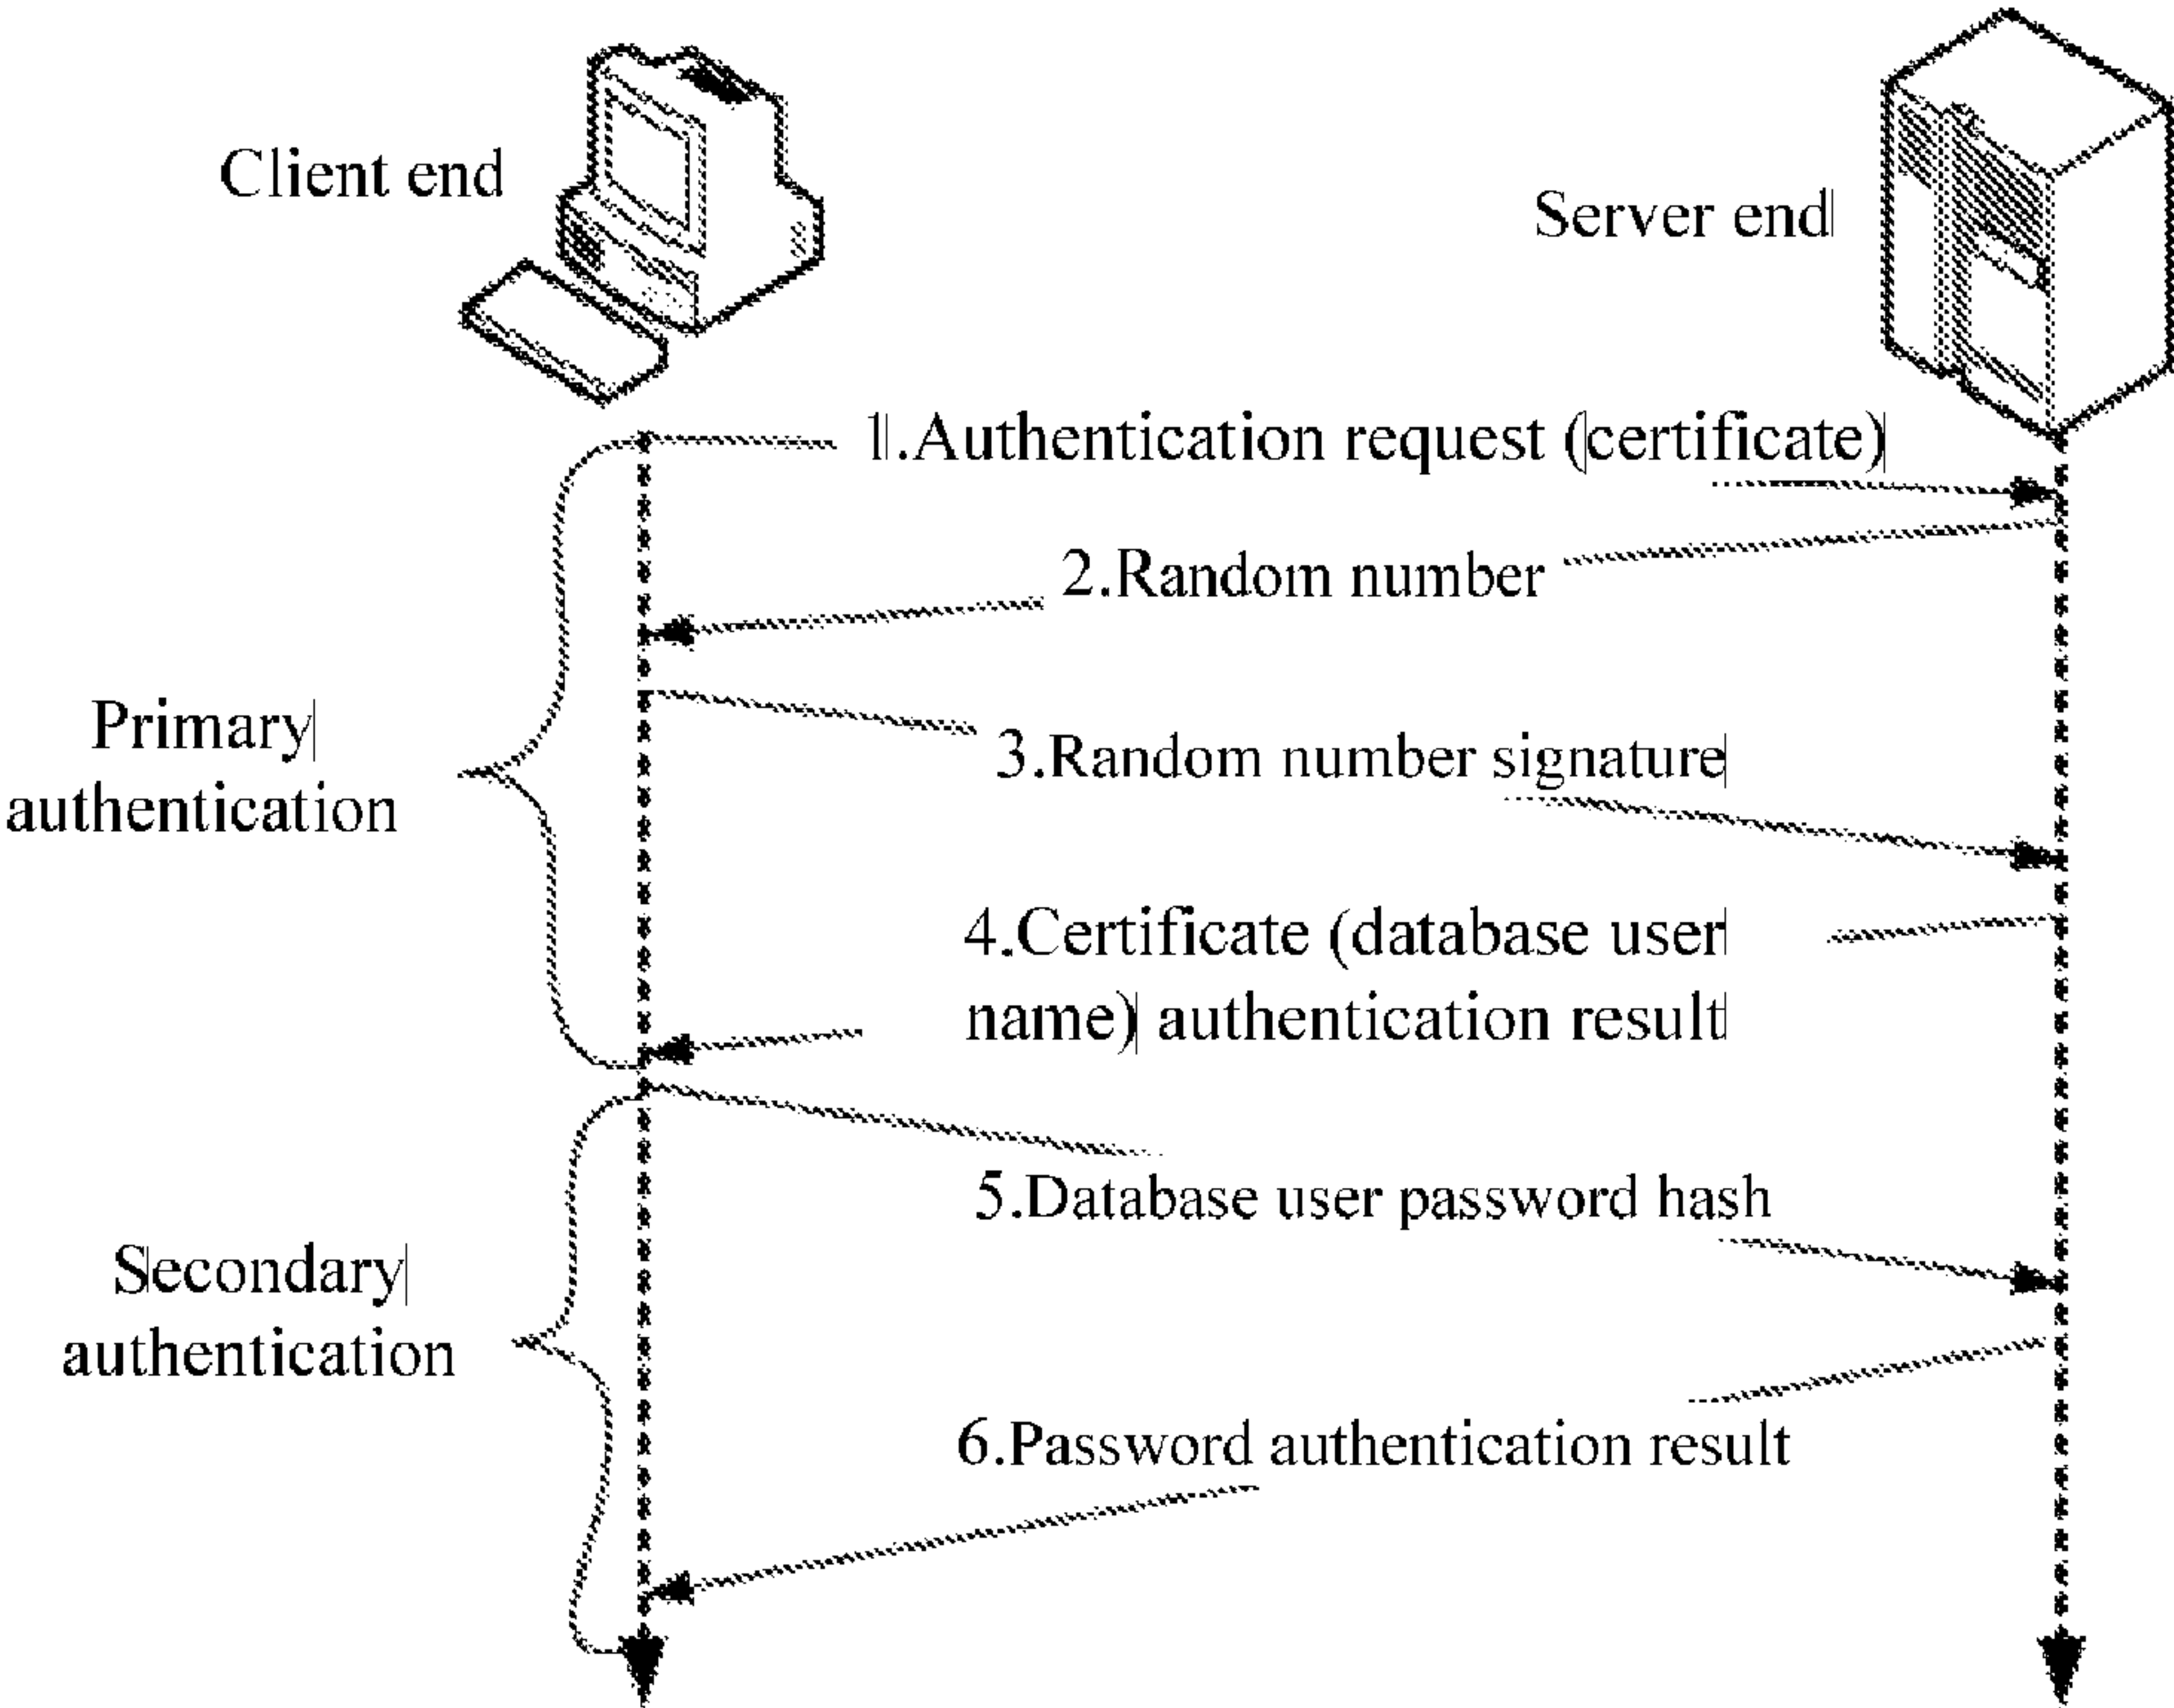 Client end
Server end
1.Authentication request (certificate)
2.Random number
Primary
authentication
3.Random number signature
4.Certificate (database user
name) authentication result
5.Database user password hash
Secondary
authentication
6.Password authentication result